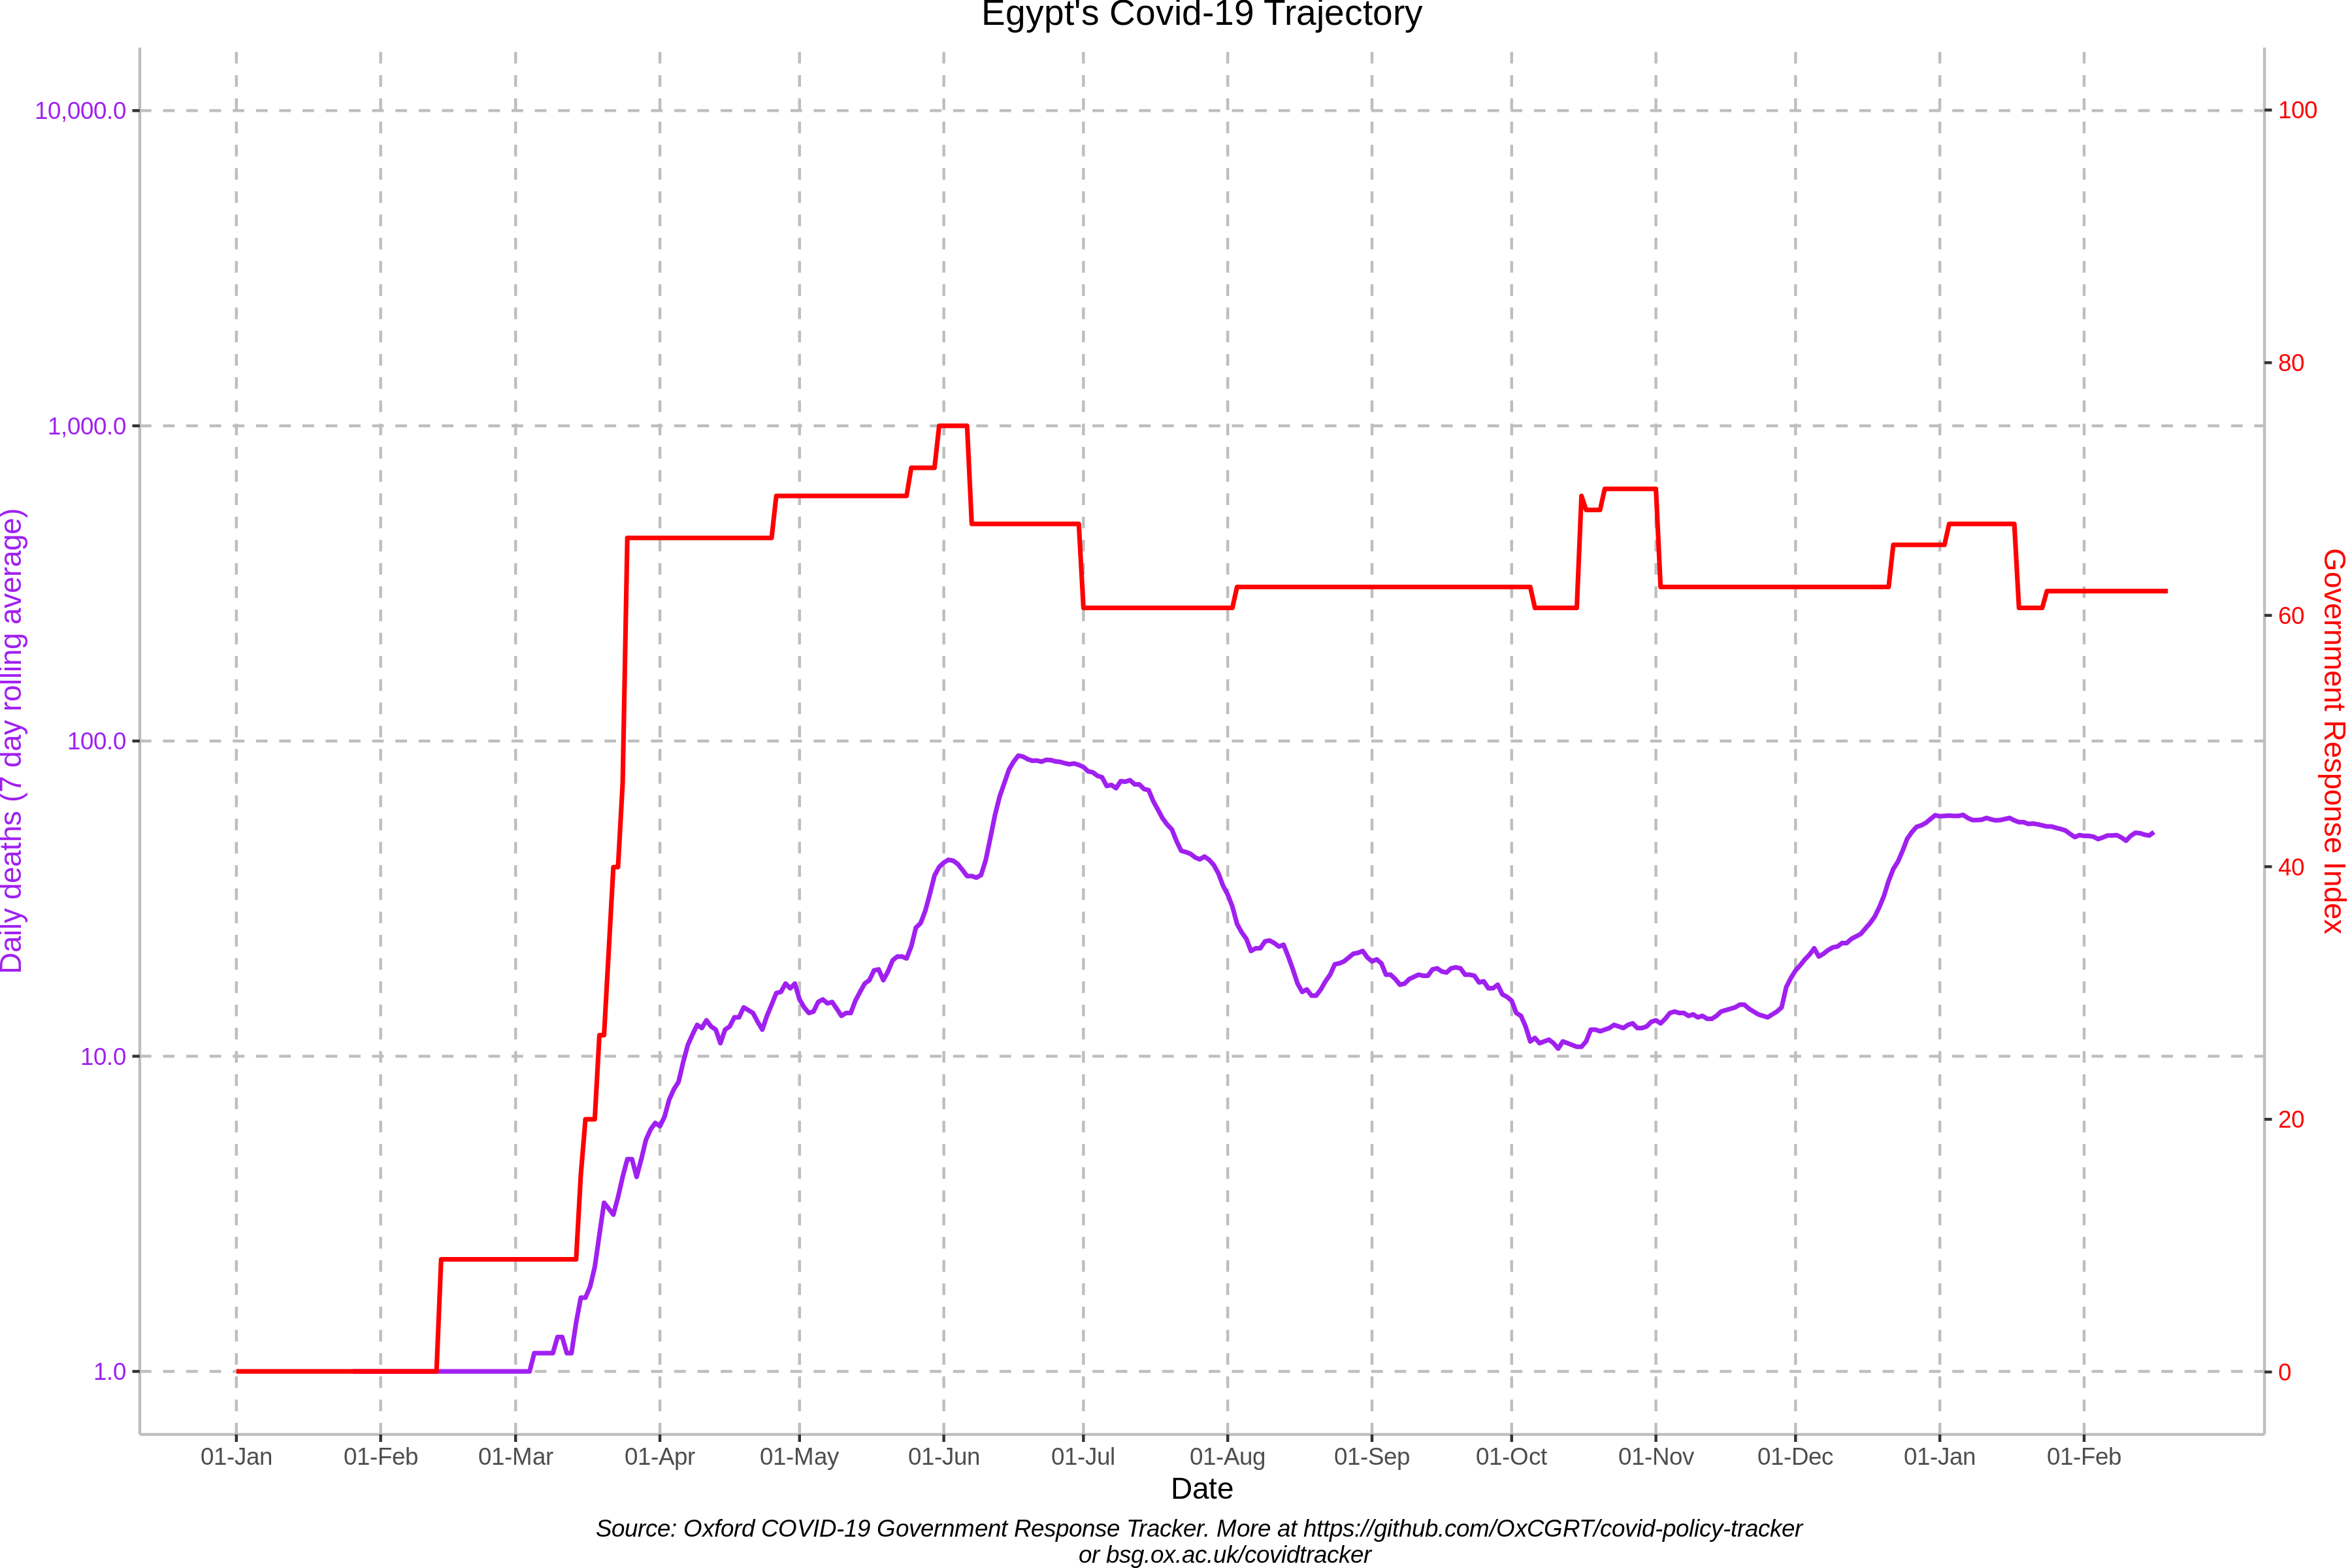 Egypt's Covid-19 Trajectory
10,000.0
1,000.0
100.0
10.0
1.0
Daily deaths (7 day rolling average)
100
80
60
40
20
0
Government Response Index
01-Jan 01-Feb 01-Mar 01-Apr 01-May 01-Jun 01-Jul 01-Aug 01-Sep 01-Oct 01-Nov 01-Dec 01-Jan 01-Feb
Date
Source: Oxford COVID-19 Government Response Tracker. More at https://github.com/OxCGRT/covid-policy-tracker
or bsg.ox.ac.uk/covidtracker